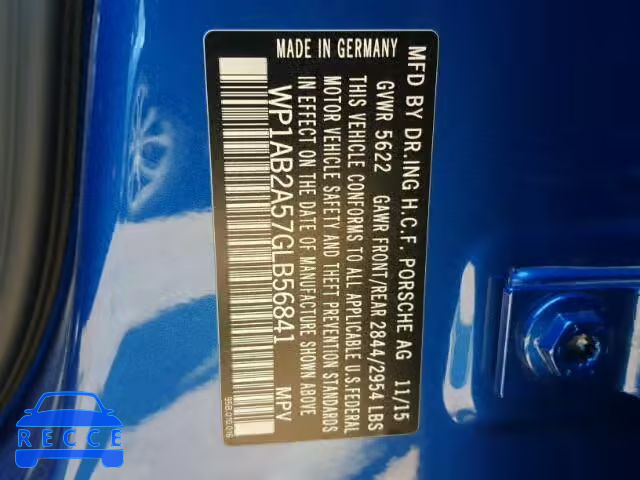 MFD BY DR.ING H.C.F. PORSCHE AG 11/15
GVWR 5622 GAWR FRONT/REAR 2844/2954 LBS
THIS VEHICLE CONFORMS TO ALL APPLICABLE U.S.FEDERAL
MOTOR VEHICLE SAFETY AND THEFT PREVENTION STANDARDS
IN EFFECT ON THE DATE OF MANUFACTURE SHOWN ABOVE
WP1AB2A57GLB56841 MPV
MADE IN GERMANY
RECCE